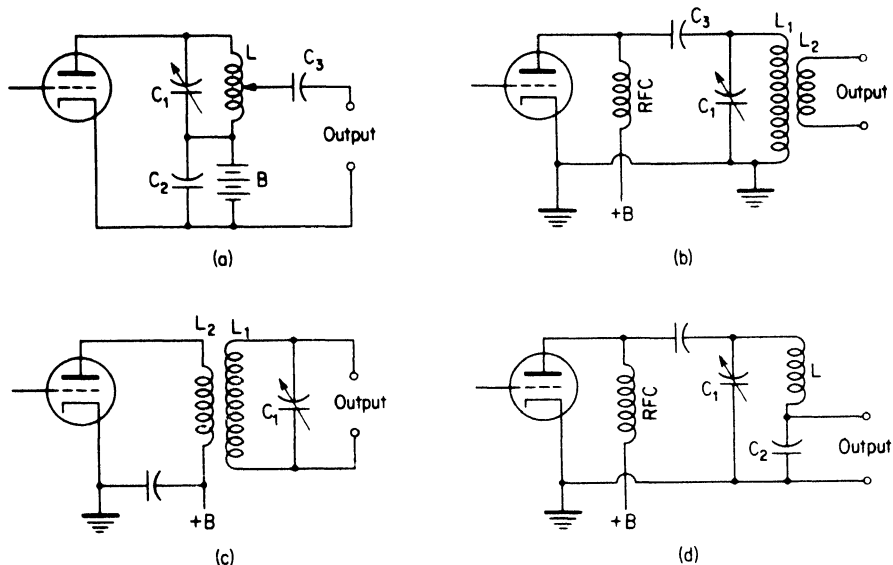 L
C3
C1
Output
C2
B
(a)
C3
L1
L2
RFC
C1
Output
+B
(b)
L2
L1
C1
Output
+B
(c)
RFC
C1
L
C2
Output
+B
(d)